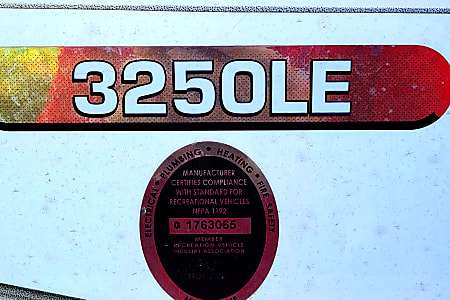 3250LE
ELECTRICAL • PLUMBING • HEATING • FIRE SAFETY
MANUFACTURER
CERTIFIES COMPLIANCE
WITH STANDARD FOR
RECREATIONAL VEHICLES
NFPA 1192
G 1763065
MEMBER
RECREATION VEHICLE
INDUSTRY ASSOCIATION